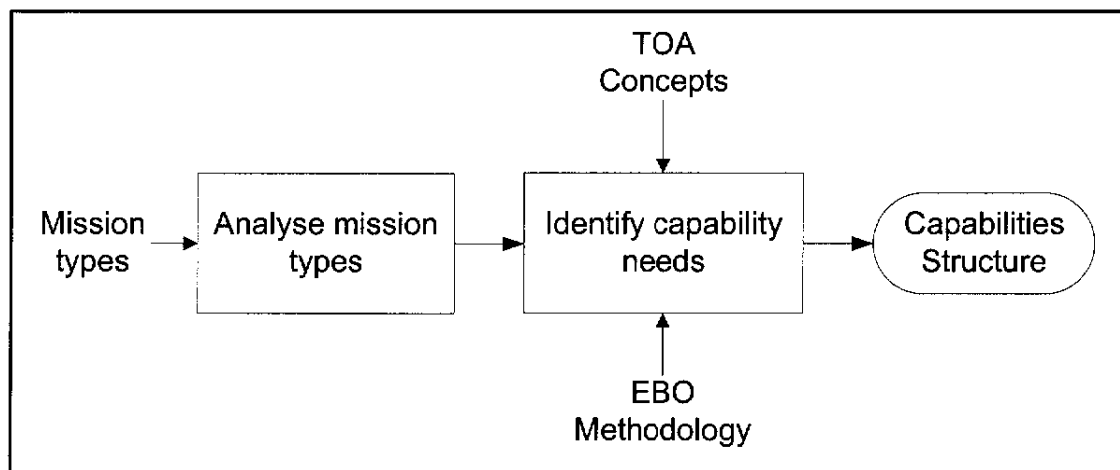 TOA
Concepts
Mission
types
Analyse mission
types
Identify capability
needs
Capabilities
Structure
EBO
Methodology